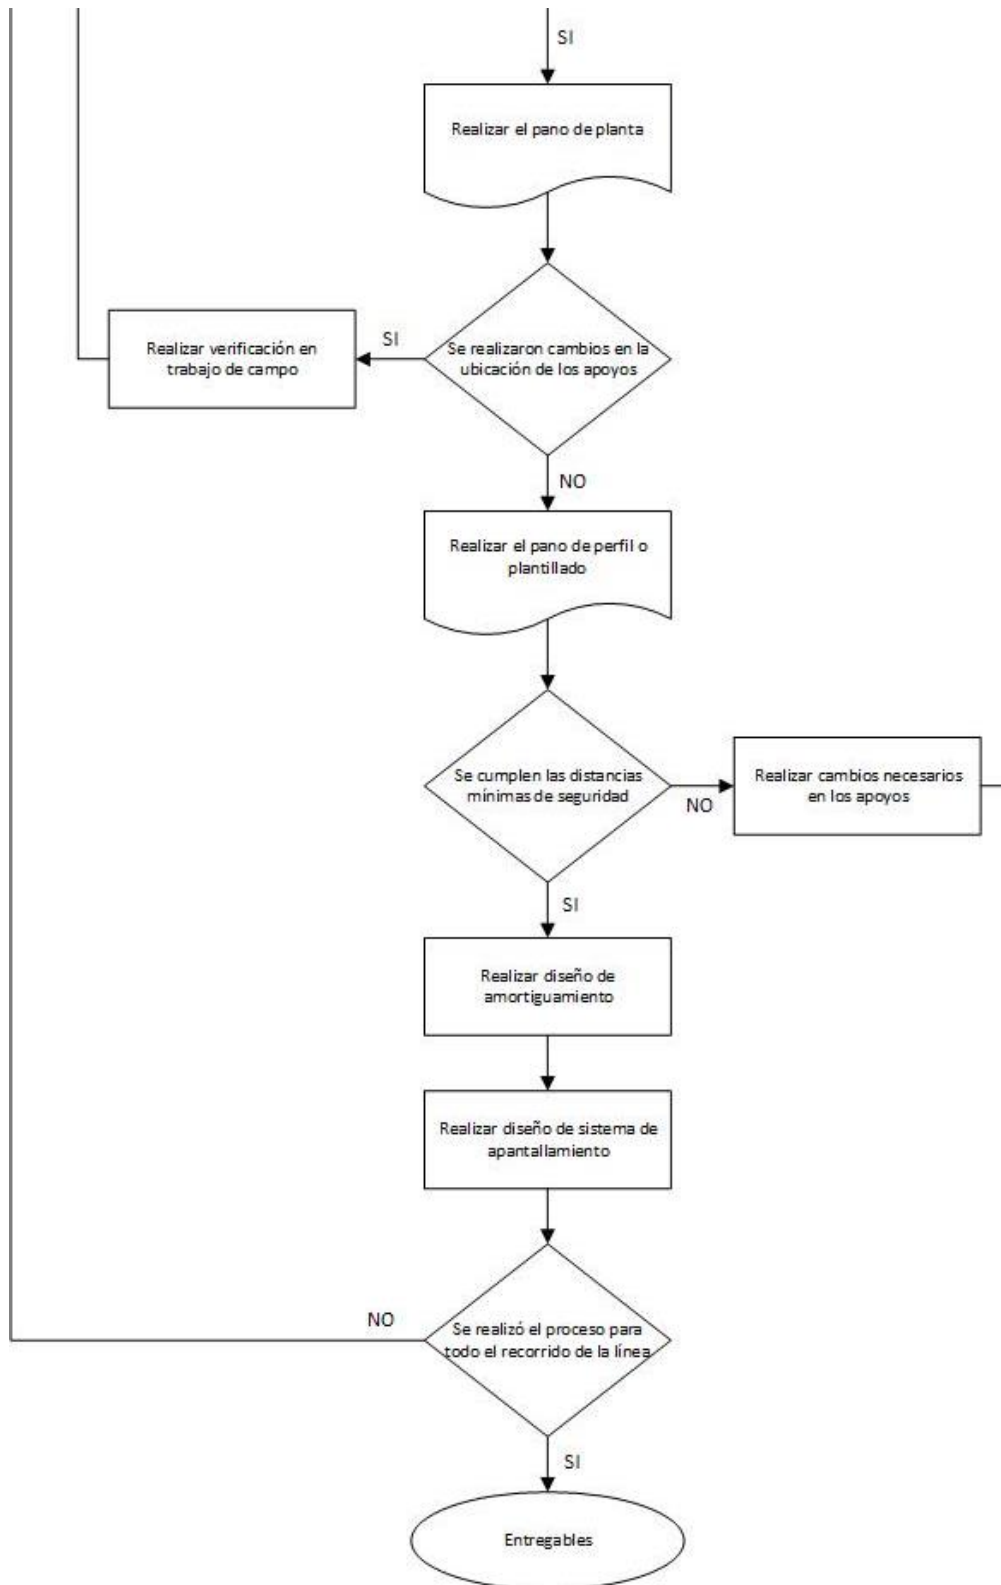 SI
Realizar el pano de planta
Realizar verificación en
trabajo de campo
SI
Se realizaron cambios en la
ubicación de los apoyos
NO
Realizar el pano de perfil o
plantillado
Se cumplen las distancias
mínimas de seguridad
NO
Realizar cambios necesarios
en los apoyos
SI
Realizar diseño de
amortiguamiento
Realizar diseño de sistema de
apantallamiento
NO
Se realizó el proceso para
todo el recorrido de la línea
SI
Entregables